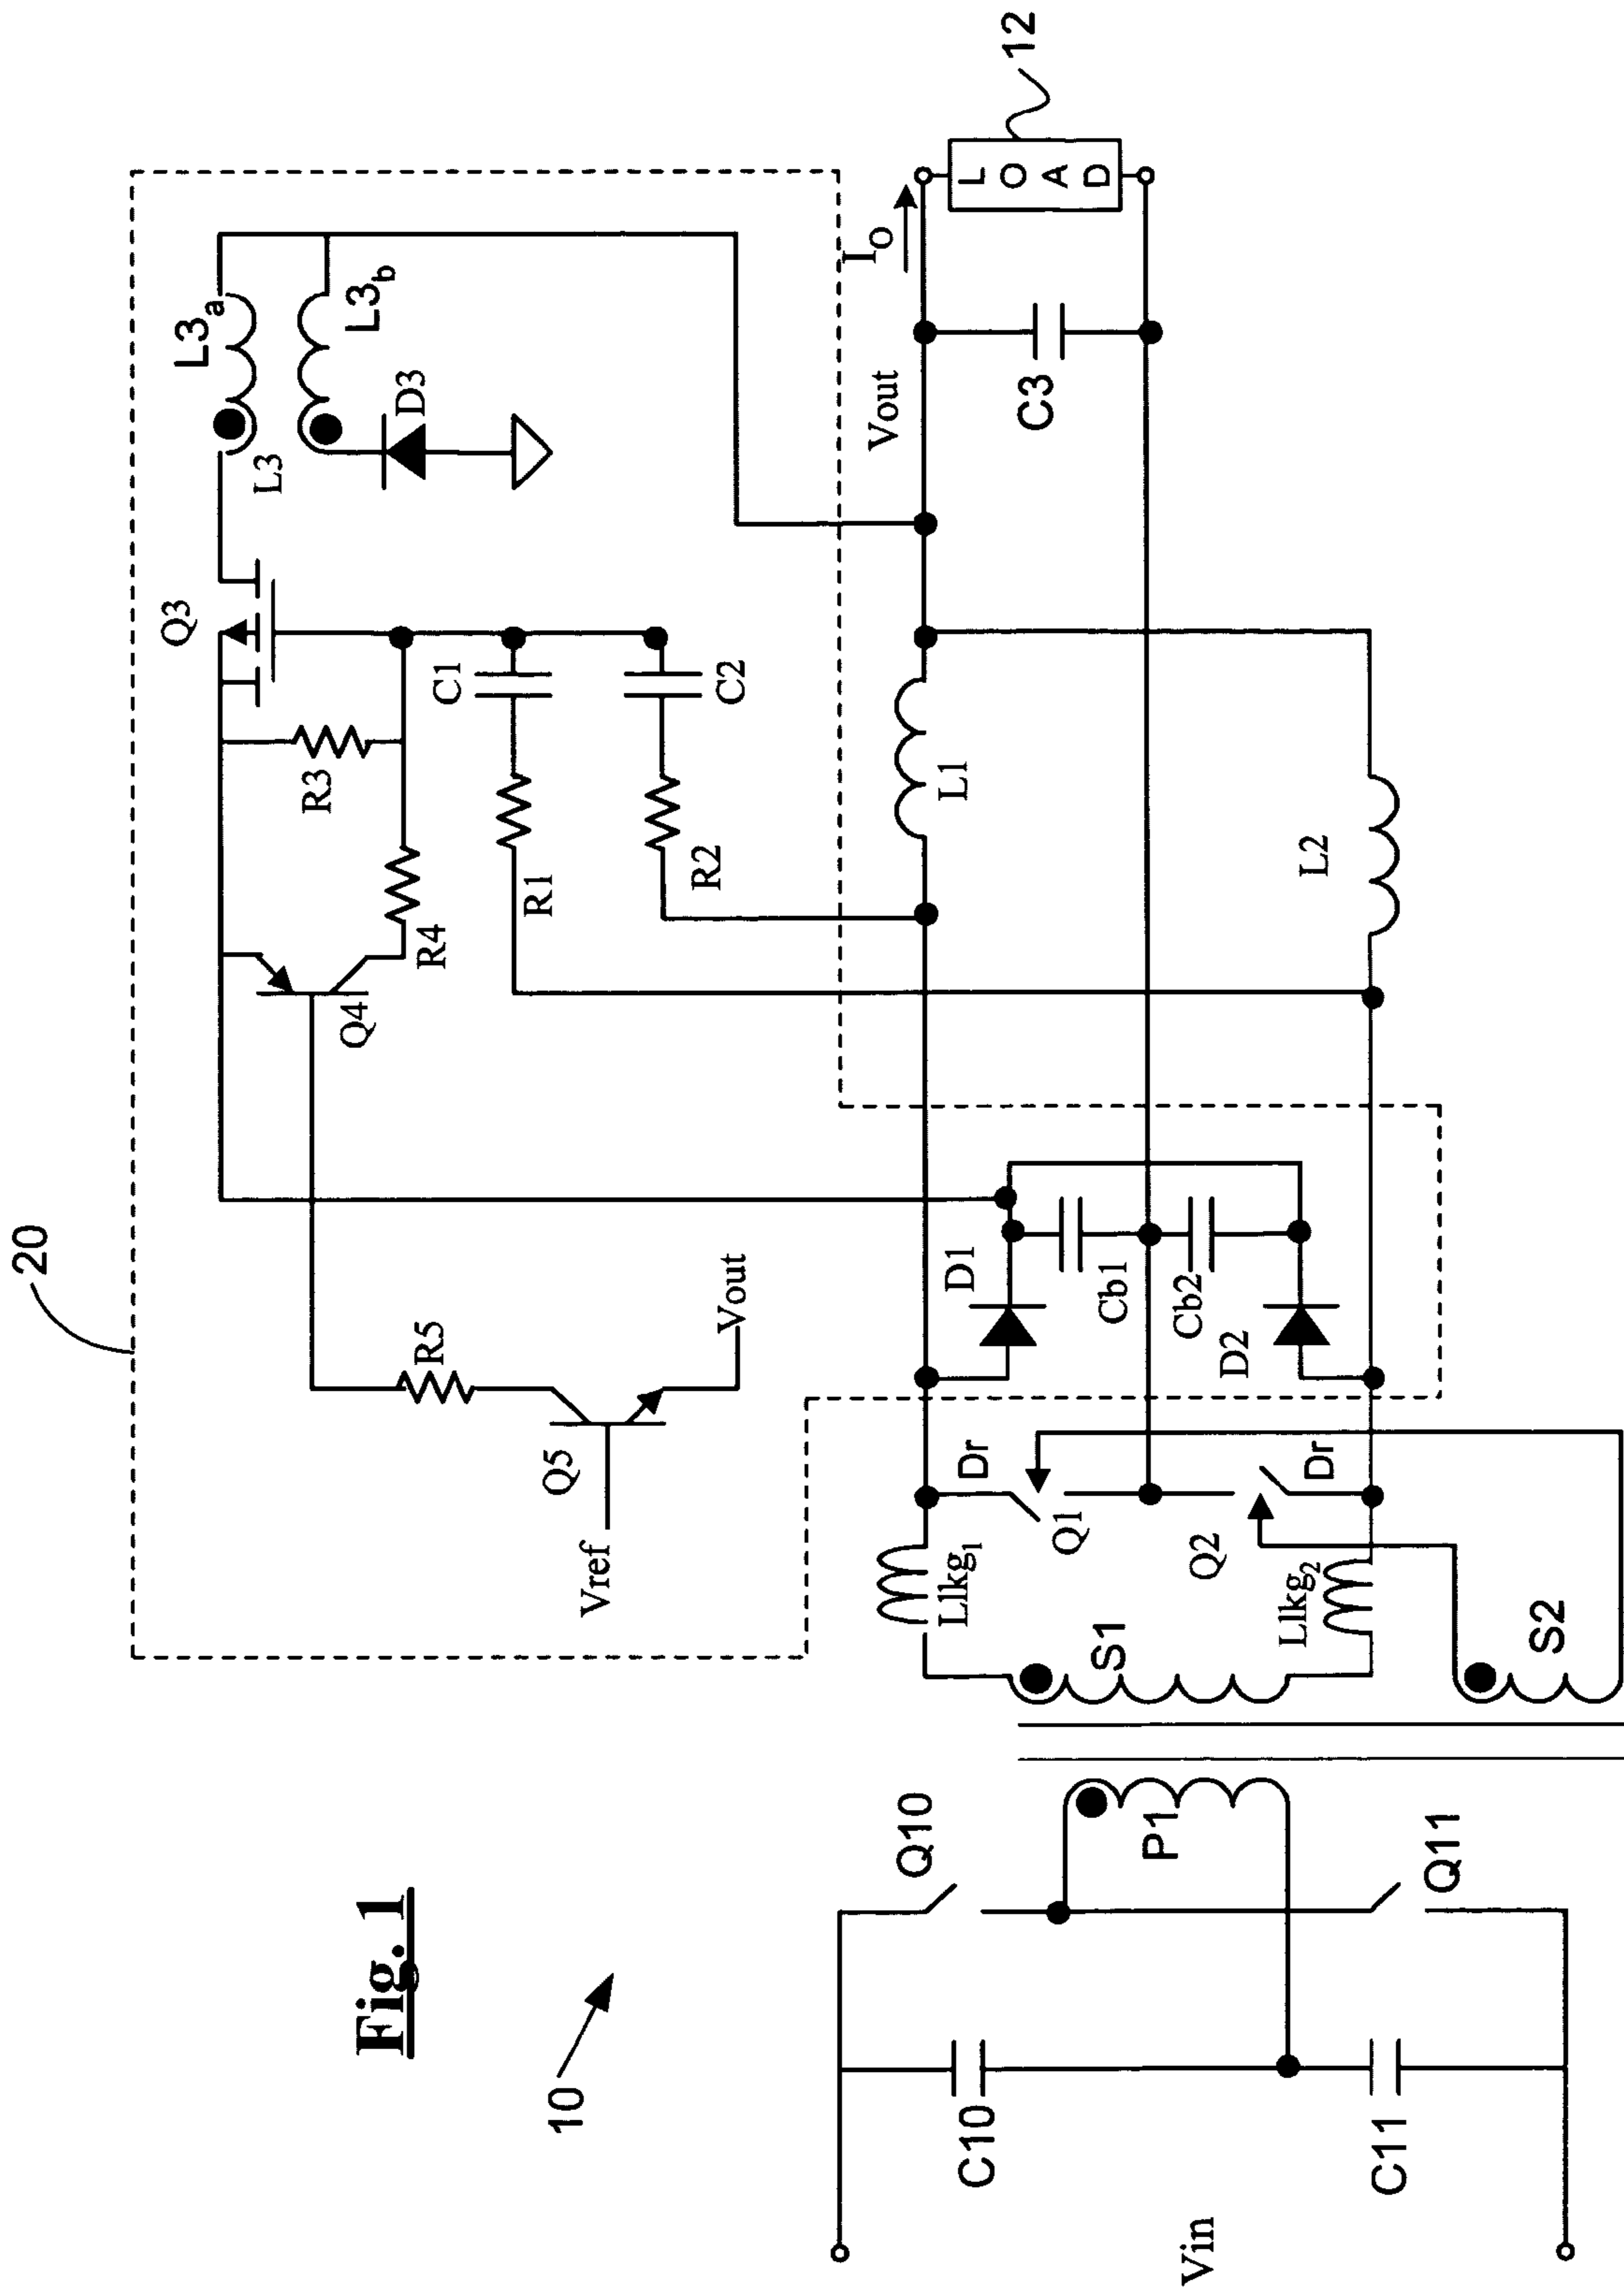 Fig. 1
10
20
Vin
C10
C11
Q10
Q11
P1
S1
S2
Llkg1
Llkg2
Q1
Q2
Dr
Dr
D1
D2
Cb1
Cb2
Vref
Q5
R5
Vout
Q4
R4
R3
R1
R2
C1
C2
Q3
L3
L3a
L3b
D3
L1
L2
Vout
C3
Io
LOAD
12